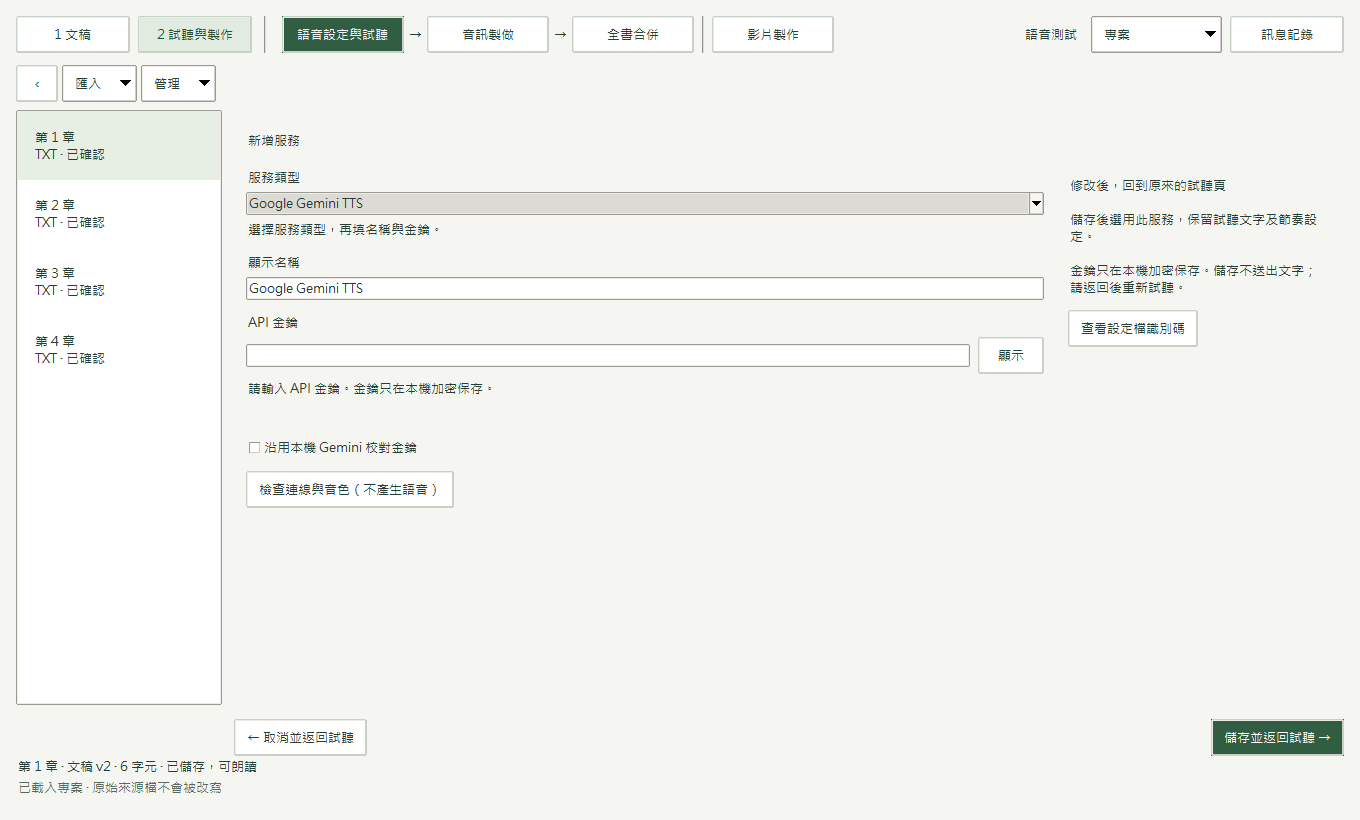 1 文稿
2 試聽與製作
語音設定與試聽
→
音訊製做
→
全書合併
影片製作
語音測試
專案
訊息記錄
‹
匯入
管理
第 1 章
TXT · 已確認
第 2 章
TXT · 已確認
第 3 章
TXT · 已確認
第 4 章
TXT · 已確認
新增服務
服務類型
Google Gemini TTS
選擇服務類型，再填名稱與金鑰。
顯示名稱
Google Gemini TTS
API 金鑰
顯示
請輸入 API 金鑰。金鑰只在本機加密保存。
沿用本機 Gemini 校對金鑰
檢查連線與音色（不產生語音）
修改後，回到原來的試聽頁
儲存後選用此服務，保留試聽文字及節奏設
定。
金鑰只在本機加密保存。儲存不送出文字；
請返回後重新試聽。
查看設定檔識別碼
← 取消並返回試聽
儲存並返回試聽 →
第 1 章 · 文稿 v2 · 6 字元 · 已儲存，可朗讀
已載入專案 · 原始來源檔不會被改寫